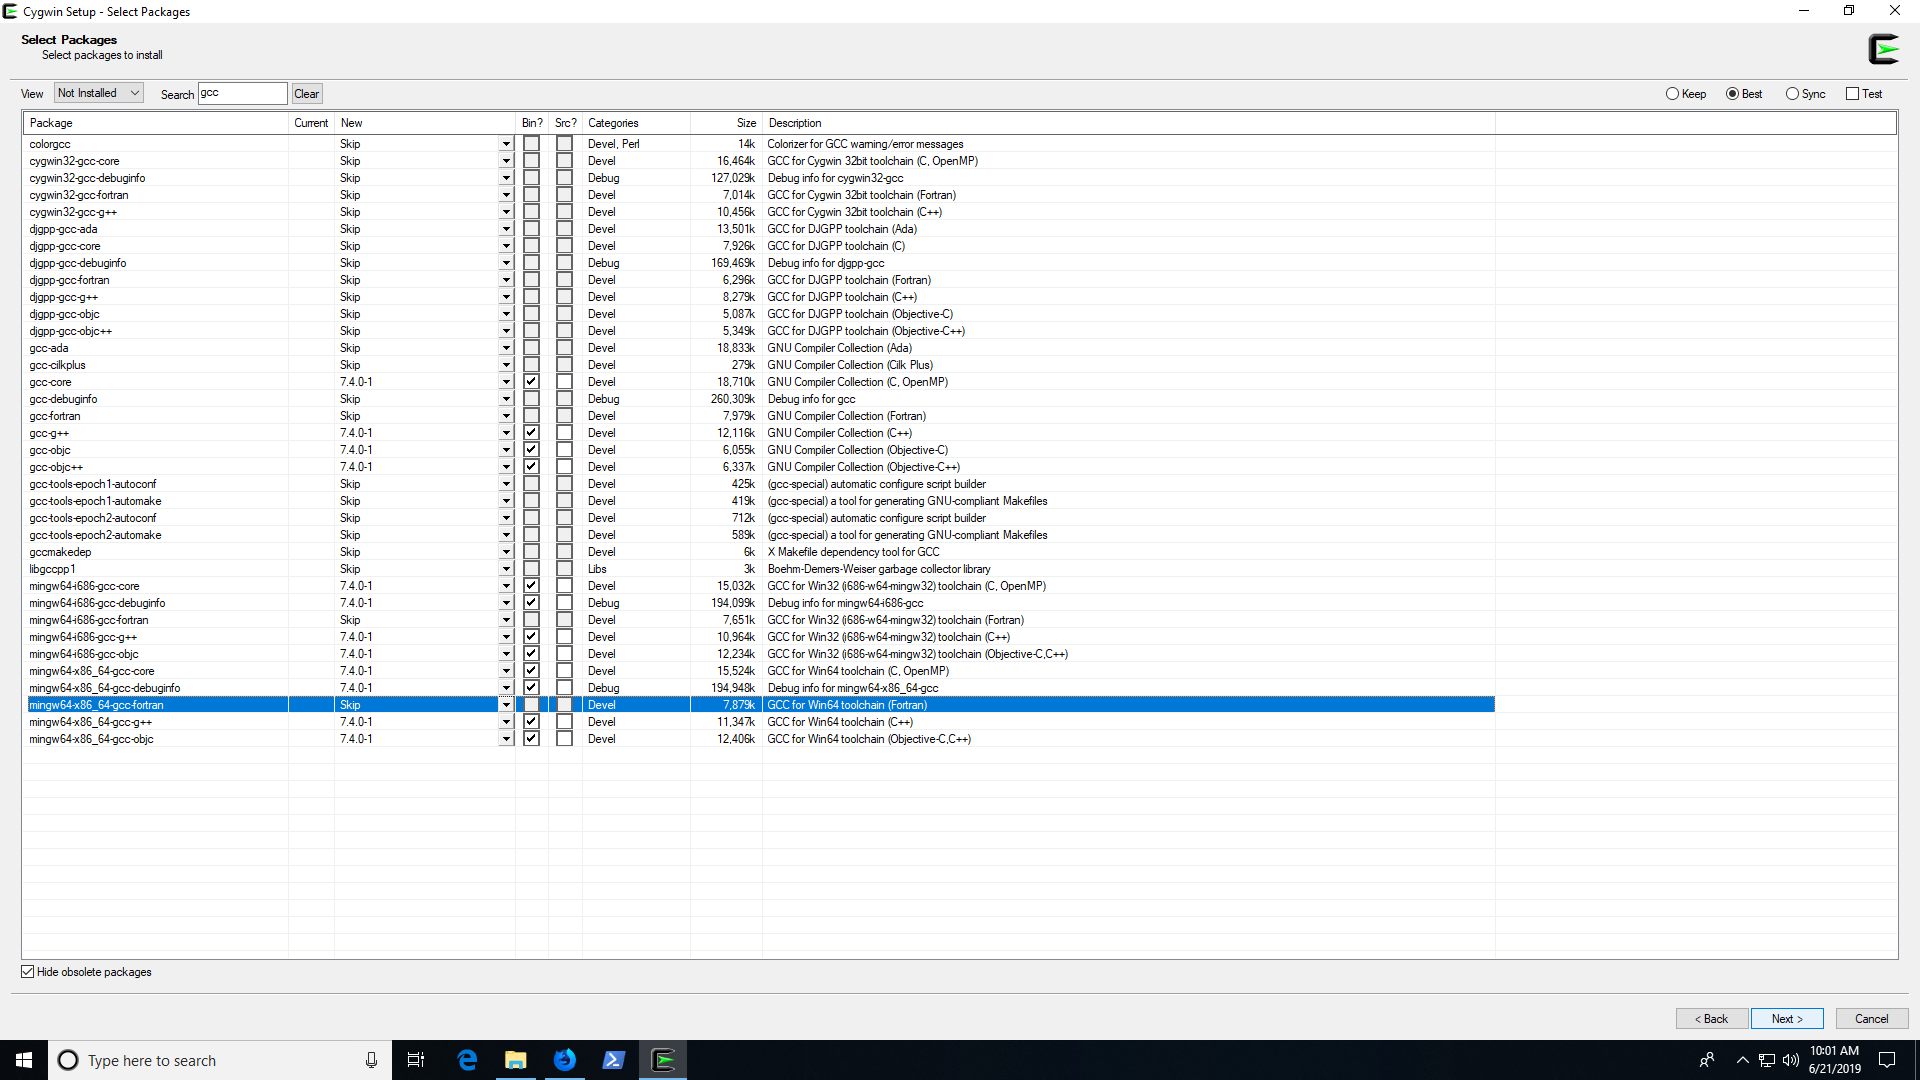 Cygwin Setup - Select Packages
Select Packages
Select packages to install
View Not Installed Search gcc Clear Keep Best Sync Test
Package Current New Bin? Src? Categories Size Description
colorgcc Skip Devel, Perl 14k Colorizer for GCC warning/error messages
cygwin32-gcc-core Skip Devel 16,464k GCC for Cygwin 32bit toolchain (C, OpenMP)
cygwin32-gcc-debuginfo Skip Debug 127,029k Debug info for cygwin32-gcc
cygwin32-gcc-fortran Skip Devel 7,014k GCC for Cygwin 32bit toolchain (Fortran)
cygwin32-gcc-g++ Skip Devel 10,456k GCC for Cygwin 32bit toolchain (C++)
djgpp-gcc-ada Skip Devel 13,501k GCC for DJGPP toolchain (Ada)
djgpp-gcc-core Skip Devel 7,926k GCC for DJGPP toolchain (C)
djgpp-gcc-debuginfo Skip Debug 169,469k Debug info for djgpp-gcc
djgpp-gcc-fortran Skip Devel 6,296k GCC for DJGPP toolchain (Fortran)
djgpp-gcc-g++ Skip Devel 8,279k GCC for DJGPP toolchain (C++)
djgpp-gcc-objc Skip Devel 5,087k GCC for DJGPP toolchain (Objective-C)
djgpp-gcc-objc++ Skip Devel 5,349k GCC for DJGPP toolchain (Objective-C++)
gcc-ada Skip Devel 18,833k GNU Compiler Collection (Ada)
gcc-cilkplus Skip Devel 279k GNU Compiler Collection (Cilk Plus)
gcc-core 7.4.0-1 Devel 18,710k GNU Compiler Collection (C, OpenMP)
gcc-debuginfo Skip Debug 260,309k Debug info for gcc
gcc-fortran Skip Devel 7,979k GNU Compiler Collection (Fortran)
gcc-g++ 7.4.0-1 Devel 12,116k GNU Compiler Collection (C++)
gcc-objc 7.4.0-1 Devel 6,055k GNU Compiler Collection (Objective-C)
gcc-objc++ 7.4.0-1 Devel 6,337k GNU Compiler Collection (Objective-C++)
gcc-tools-epoch1-autoconf Skip Devel 425k (gcc-special) automatic configure script builder
gcc-tools-epoch1-automake Skip Devel 419k (gcc-special) a tool for generating GNU-compliant Makefiles
gcc-tools-epoch2-autoconf Skip Devel 712k (gcc-special) automatic configure script builder
gcc-tools-epoch2-automake Skip Devel 589k (gcc-special) a tool for generating GNU-compliant Makefiles
gccmakedep Skip Devel 6k X Makefile dependency tool for GCC
libgccpp1 Skip Libs 3k Boehm-Demers-Weiser garbage collector library
mingw64-i686-gcc-core 7.4.0-1 Devel 15,032k GCC for Win32 (i686-w64-mingw32) toolchain (C, OpenMP)
mingw64-i686-gcc-debuginfo 7.4.0-1 Debug 194,099k Debug info for mingw64-i686-gcc
mingw64-i686-gcc-fortran Skip Devel 7,651k GCC for Win32 (i686-w64-mingw32) toolchain (Fortran)
mingw64-i686-gcc-g++ 7.4.0-1 Devel 10,964k GCC for Win32 (i686-w64-mingw32) toolchain (C++)
mingw64-i686-gcc-objc 7.4.0-1 Devel 12,234k GCC for Win32 (i686-w64-mingw32) toolchain (Objective-C,C++)
mingw64-x86_64-gcc-core 7.4.0-1 Devel 15,524k GCC for Win64 toolchain (C, OpenMP)
mingw64-x86_64-gcc-debuginfo 7.4.0-1 Debug 194,948k Debug info for mingw64-x86_64-gcc
mingw64-x86_64-gcc-fortran Skip Devel 7,879k GCC for Win64 toolchain (Fortran)
mingw64-x86_64-gcc-g++ 7.4.0-1 Devel 11,347k GCC for Win64 toolchain (C++)
mingw64-x86_64-gcc-objc 7.4.0-1 Devel 12,406k GCC for Win64 toolchain (Objective-C,C++)
Hide obsolete packages
< Back Next > Cancel
Type here to search
10:01 AM
6/21/2019